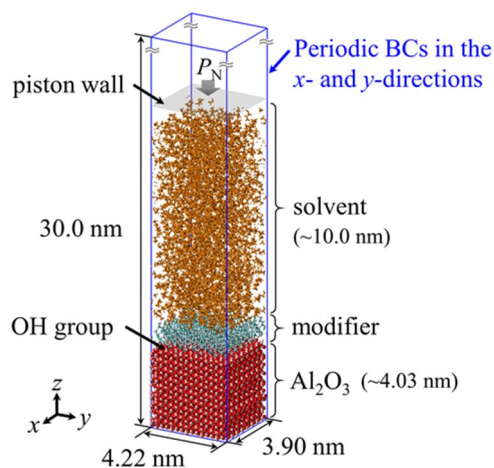 Periodic BCs in the
x- and y-directions
P_N
piston wall
solvent
(~10.0 nm)
30.0 nm
OH group
modifier
Al₂O₃ (~4.03 nm)
z
x
y
4.22 nm
3.90 nm